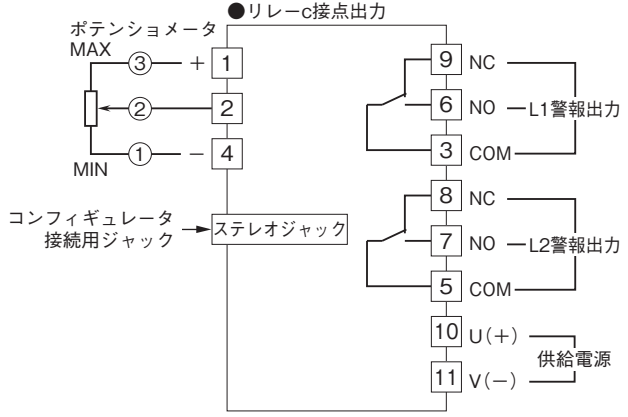 ●リレーc接点出力
ポテンショメータ
MAX
③ + 1
② 2
① − 4
MIN
コンフィギュレータ
接続用ジャック
ステレオジャック
9 NC
6 NO L1警報出力
3 COM
8 NC
7 NO L2警報出力
5 COM
10 U(+)
供給電源
11 V(−)